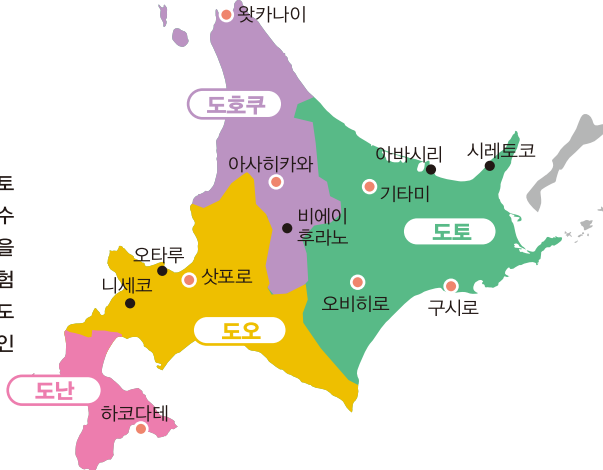 왓카나이
도호쿠
아바시리
시레토코
아사히카와
기타미
토
수
을
험
도
인
비에이
후라노
도토
오타루
니세코
삿포로
오비히로
구시로
도오
도난
하코다테